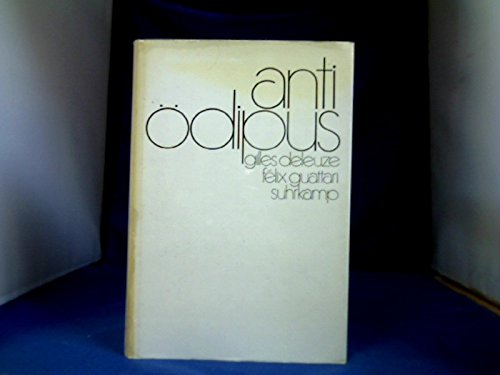 anti
ödipus
gilles deleuze
félix guattari
suhrkamp